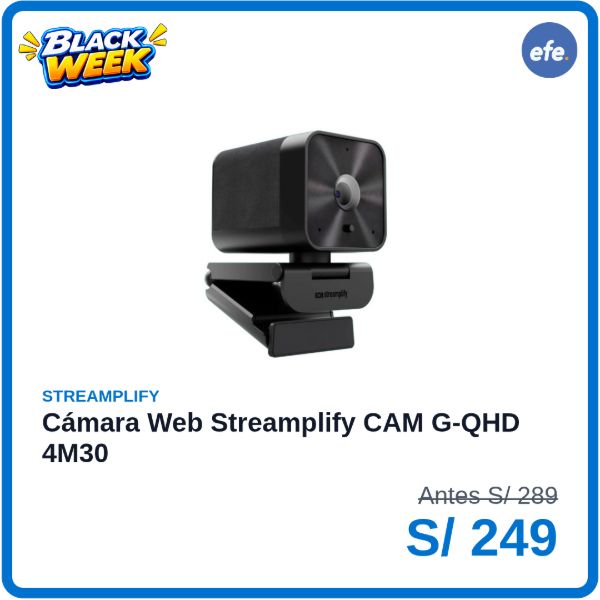 BLACK
WEEK
efe.
streamplify
STREAMPLIFY
Cámara Web Streamplify CAM G-QHD
4M30
Antes S/ 289
S/ 249